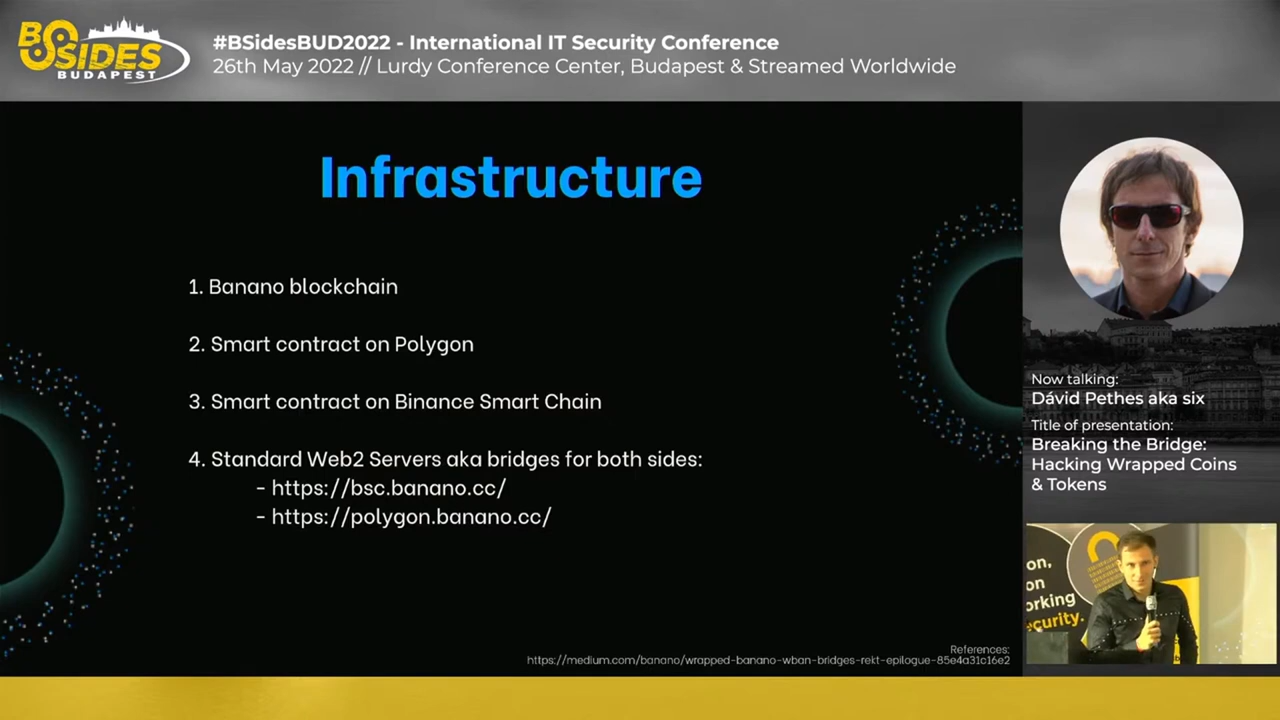 BSIDES
BUDAPEST
#BSidesBUD2022 - International IT Security Conference
26th May 2022 // Lurdy Conference Center, Budapest & Streamed Worldwide
Infrastructure
1. Banano blockchain
2. Smart contract on Polygon
3. Smart contract on Binance Smart Chain
4. Standard Web2 Servers aka bridges for both sides:
- https://bsc.banano.cc/
- https://polygon.banano.cc/
References:
https://medium.com/banano/wrapped-banano-wban-bridges-rekt-epilogue-85e4a31c16e2
Now talking:
Dávid Pethes aka six
Title of presentation:
Breaking the Bridge:
Hacking Wrapped Coins
& Tokens
on,
on
orking
ecurity.